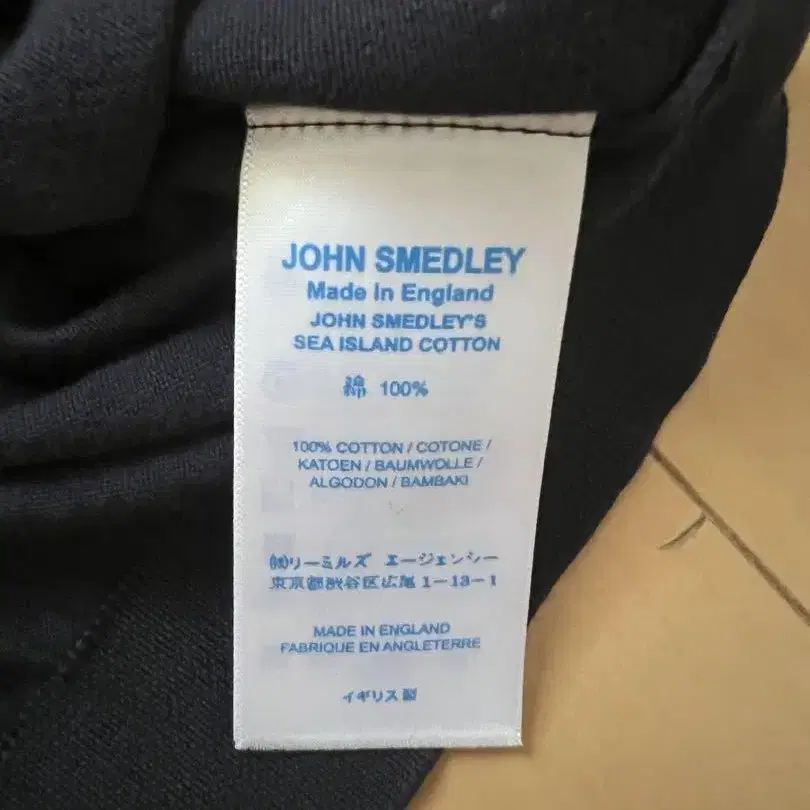 JOHN SMEDLEY
Made In England
JOHN SMEDLEY'S
SEA ISLAND COTTON
綿 100%
100% COTTON / COTONE /
KATOEN / BAUMWOLLE /
ALGODON / BAMBAKI
㈱リーミルズ エージェンシー
東京都渋谷区広尾 1-13-1
MADE IN ENGLAND
FABRIQUE EN ANGLETERRE
イギリス製